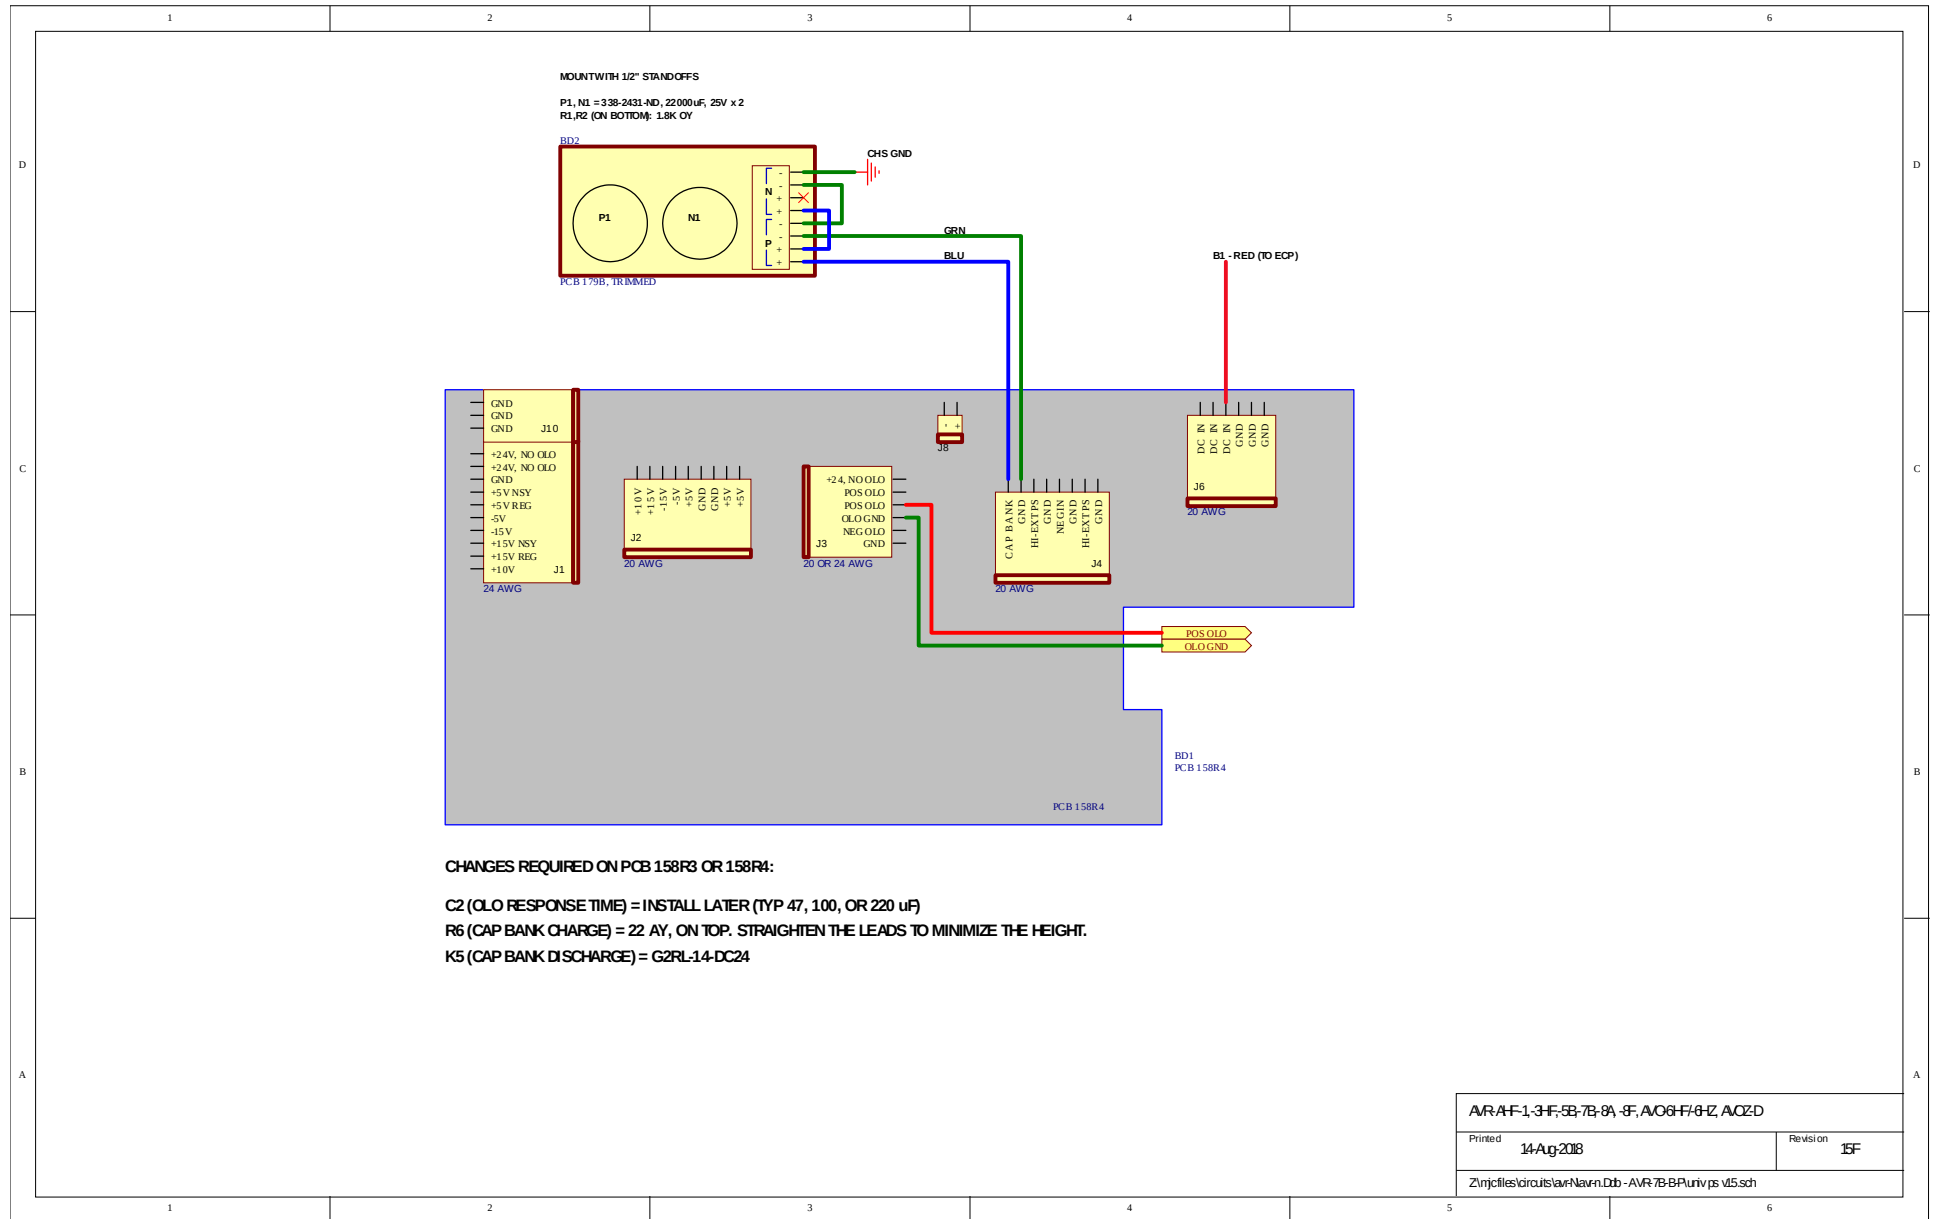 1 2 3 4 5 6
MOUNT WITH 1/2" STANDOFFS
P1, N1 = 338-2431-ND, 22000uF, 25V x 2
R1,R2 (ON BOTTOM): 1.8K OY
BD2
D D
CHS GND
P1 N1
N
P
-
-
+
+
-
-
+
+
GRN
BLU
B1 - RED (TO ECP)
PCB 179B, TRIMMED
GND
GND
GND J10
+24V, NO OLO
+24V, NO OLO
GND
+5V NSY
+5V REG
-5V
-15V
+15V NSY
+15V REG
+10V J1
24 AWG
C C
+10V
+15V
-15V
-5V
+5V
GND
GND
+5V
+5V
J2
20 AWG
+24, NO OLO
POS OLO
POS OLO
OLO GND
NEG OLO
J3 GND
20 OR 24 AWG
- +
J8
CAP BANK
GND
HI-EXT PS
GND
NEG IN
GND
HI-EXT PS
GND
J4
20 AWG
DC IN
DC IN
DC IN
GND
GND
GND
J6
20 AWG
POS OLO
OLO GND
BD1
PCB 158R4
B B
PCB 158R4
CHANGES REQUIRED ON PCB 158R3 OR 158R4:
C2 (OLO RESPONSE TIME) = INSTALL LATER (TYP 47, 100, OR 220 uF)
R6 (CAP BANK CHARGE) = 22 AY, ON TOP. STRAIGHTEN THE LEADS TO MINIMIZE THE HEIGHT.
K5 (CAP BANK DISCHARGE) = G2RL-14-DC24
A A
AVR-AHF-1,-3HF,-5B,-7B,-8A, -8F, AVO-6HF/-6HZ, AVOZ-D
Printed 14-Aug-2018 Revision 15F
Z:\mjcfiles\circuits\avr-N\avr-n.Ddb - AVR-7B-B-P\univ ps v15.sch
1 2 3 4 5 6